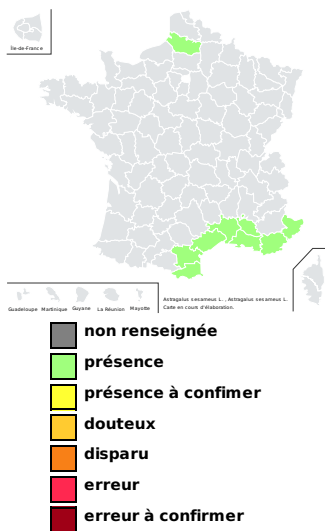 Île-de-France
Guadeloupe Martinique Guyane La Réunion Mayotte
Astragalus sesameus L. , Astragalus sesameus L.
Carte en cours d'élaboration.
non renseignée
présence
présence à confimer
douteux
disparu
erreur
erreur à confirmer